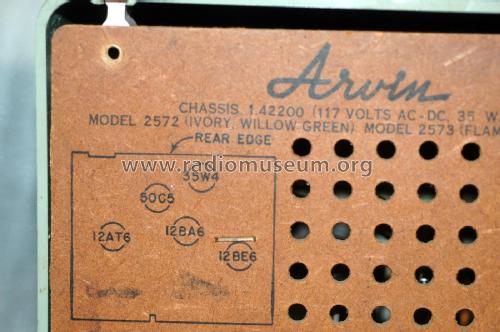 Arvin
CHASSIS 1.42200 (117 VOLTS AC-DC, 35 W
MODEL 2572 (IVORY, WILLOW GREEN) MODEL 2573 (FLAM
REAR EDGE
www.radiomuseum.org
35W4
50C5
12AT6
12BA6
12BE6